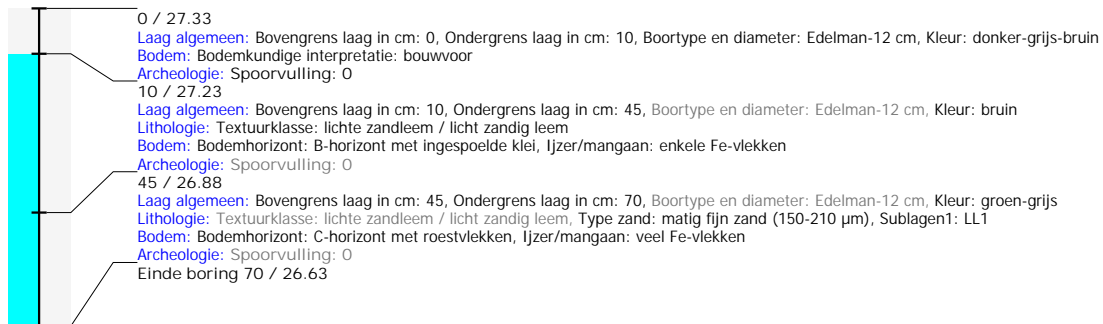 0 / 27.33
Laag algemeen: Bovengrens laag in cm: 0, Ondergrens laag in cm: 10, Boortype en diameter: Edelman-12 cm, Kleur: donker-grijs-bruin
Bodem: Bodemkundige interpretatie: bouwvoor
Archeologie: Spoorvulling: 0
10 / 27.23
Laag algemeen: Bovengrens laag in cm: 10, Ondergrens laag in cm: 45, Boortype en diameter: Edelman-12 cm, Kleur: bruin
Lithologie: Textuurklasse: lichte zandleem / licht zandig leem
Bodem: Bodemhorizont: B-horizont met ingespoelde klei, Ijzer/mangaan: enkele Fe-vlekken
Archeologie: Spoorvulling: 0
45 / 26.88
Laag algemeen: Bovengrens laag in cm: 45, Ondergrens laag in cm: 70, Boortype en diameter: Edelman-12 cm, Kleur: groen-grijs
Lithologie: Textuurklasse: lichte zandleem / licht zandig leem, Type zand: matig fijn zand (150-210 µm), Sublagen1: LL1
Bodem: Bodemhorizont: C-horizont met roestvlekken, Ijzer/mangaan: veel Fe-vlekken
Archeologie: Spoorvulling: 0
Einde boring 70 / 26.63